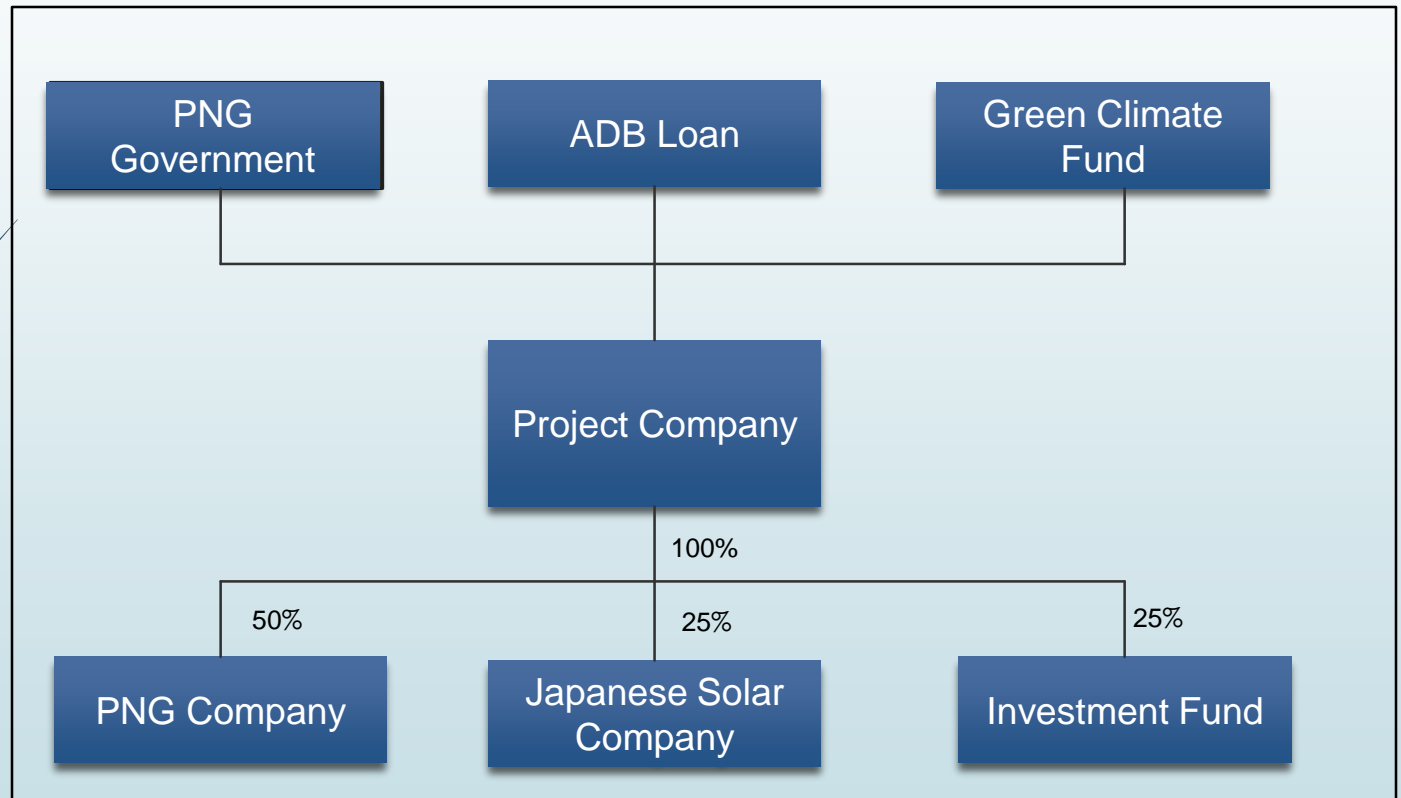 PNG
Government
ADB Loan
Green Climate
Fund
Project Company
100%
50%
25%
25%
PNG Company
Japanese Solar
Company
Investment Fund